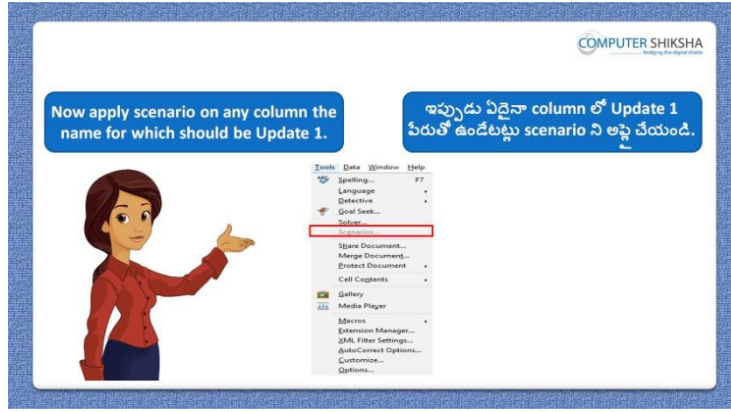 COMPUTER SHIKSHA
Bridging the digital divide
Now apply scenario on any column the
name for which should be Update 1.
ఇప్పుడు ఏదైనా column లో Update 1
పేరుతో ఉండేటట్లు scenario ని అప్లై చేయండి.
Tools Data Window Help
Spelling... F7
Language
Detective
Goal Seek...
Solver...
Scenarios...
Share Document...
Merge Document...
Protect Document
Cell Contents
Gallery
Media Player
Macros
Extension Manager...
XML Filter Settings...
AutoCorrect Options...
Customize...
Options...